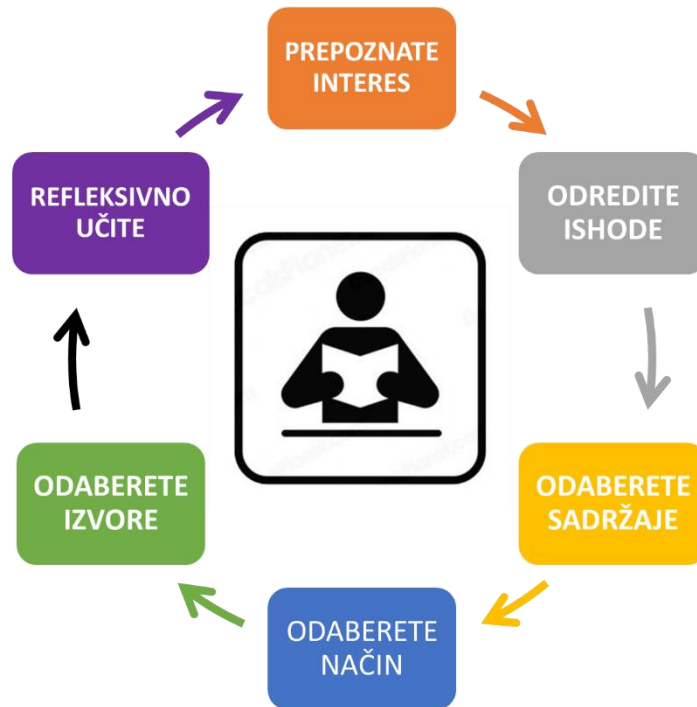 PREPOZNATE
INTERES
ODREDITE
ISHODE
ODABERETE
SADRŽAJE
ODABERETE
NAČIN
ODABERETE
IZVORE
REFLEKSIVNO
UČITE